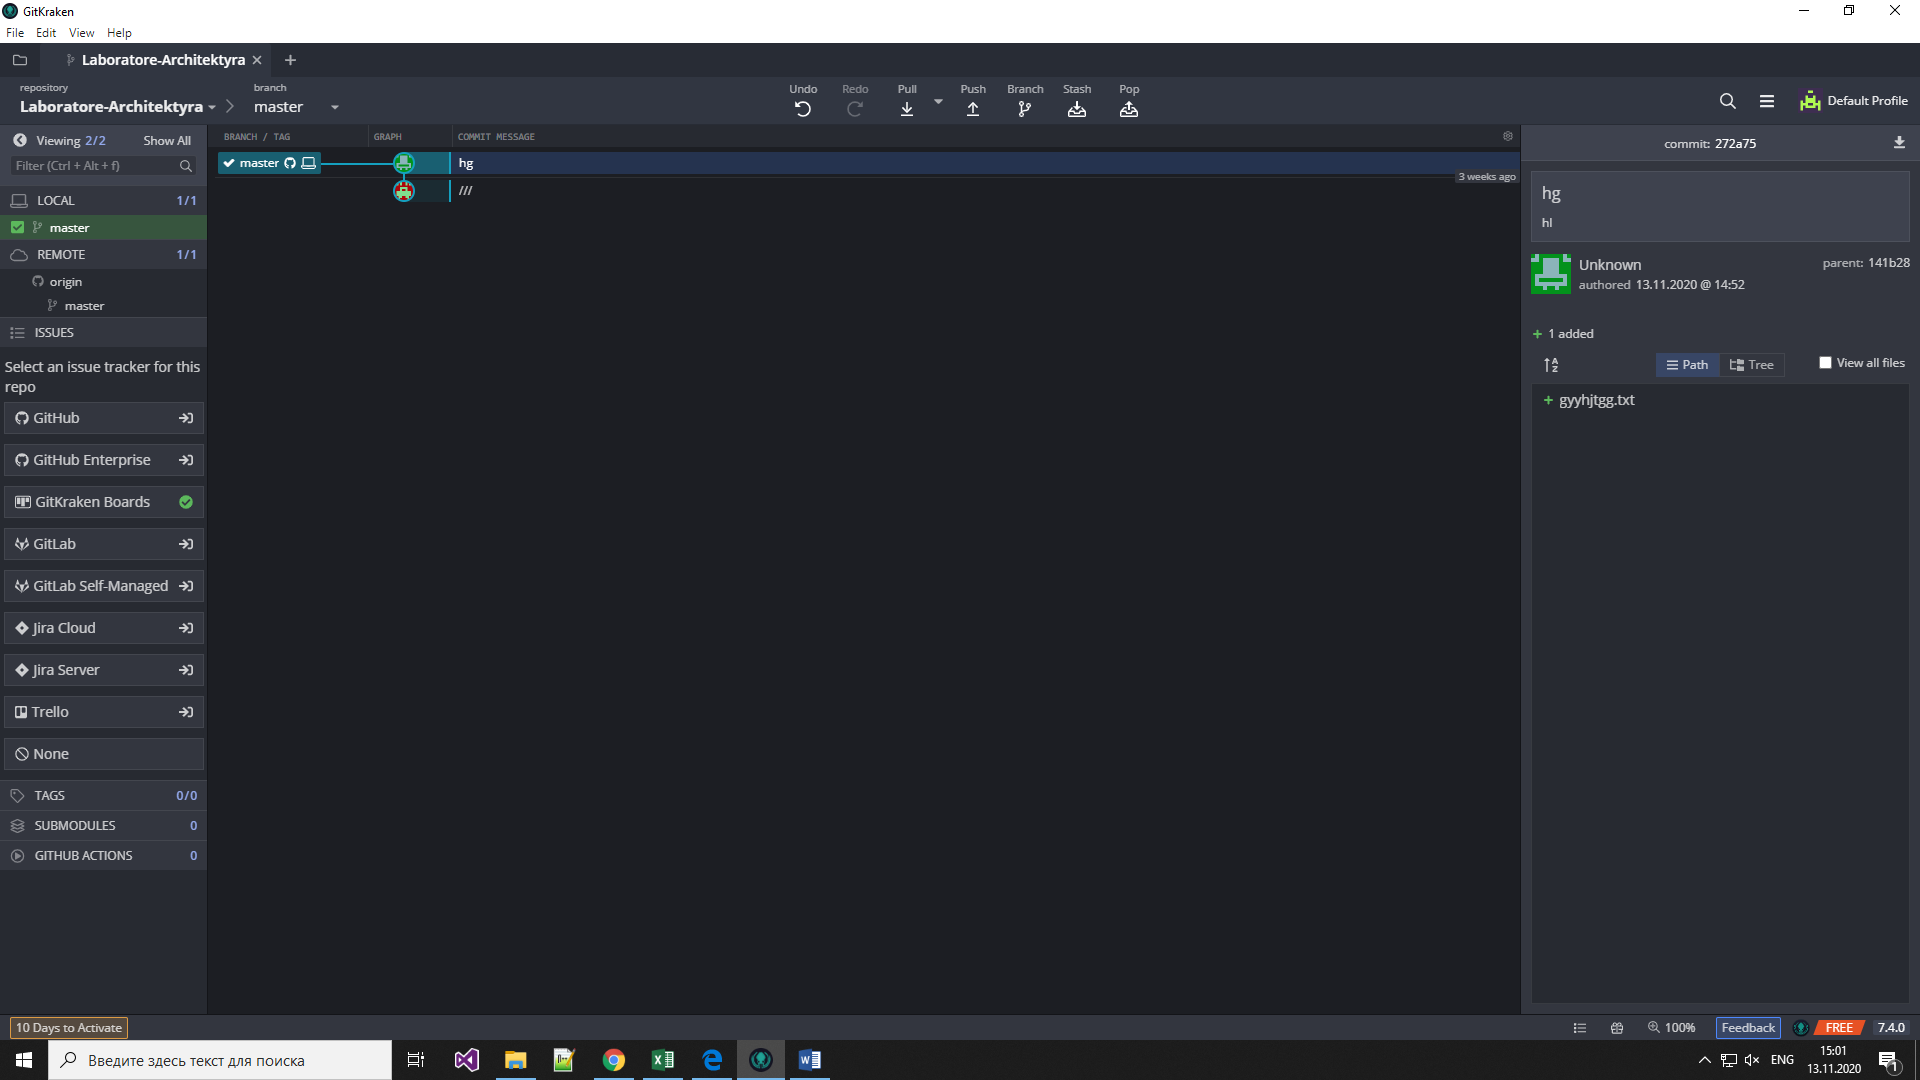 GitKraken
File Edit View Help
Laboratore-Architektyra
repository
Laboratore-Architektyra
branch
master
Undo
Redo
Pull
Push
Branch
Stash
Pop
Default Profile
Viewing 2/2 Show All
Filter (Ctrl + Alt + f)
LOCAL 1/1
master
REMOTE 1/1
origin
master
ISSUES
Select an issue tracker for this
repo
GitHub
GitHub Enterprise
GitKraken Boards
GitLab
GitLab Self-Managed
Jira Cloud
Jira Server
Trello
None
TAGS 0/0
SUBMODULES 0
GITHUB ACTIONS 0
BRANCH / TAG GRAPH COMMIT MESSAGE
master hg
3 weeks ago
///
commit: 272a75
hg
hl
Unknown
parent: 141b28
authored 13.11.2020 @ 14:52
1 added
Path Tree View all files
gyyhjtgg.txt
10 Days to Activate
100% Feedback FREE 7.4.0
Введите здесь текст для поиска
ENG
15:01
13.11.2020
1